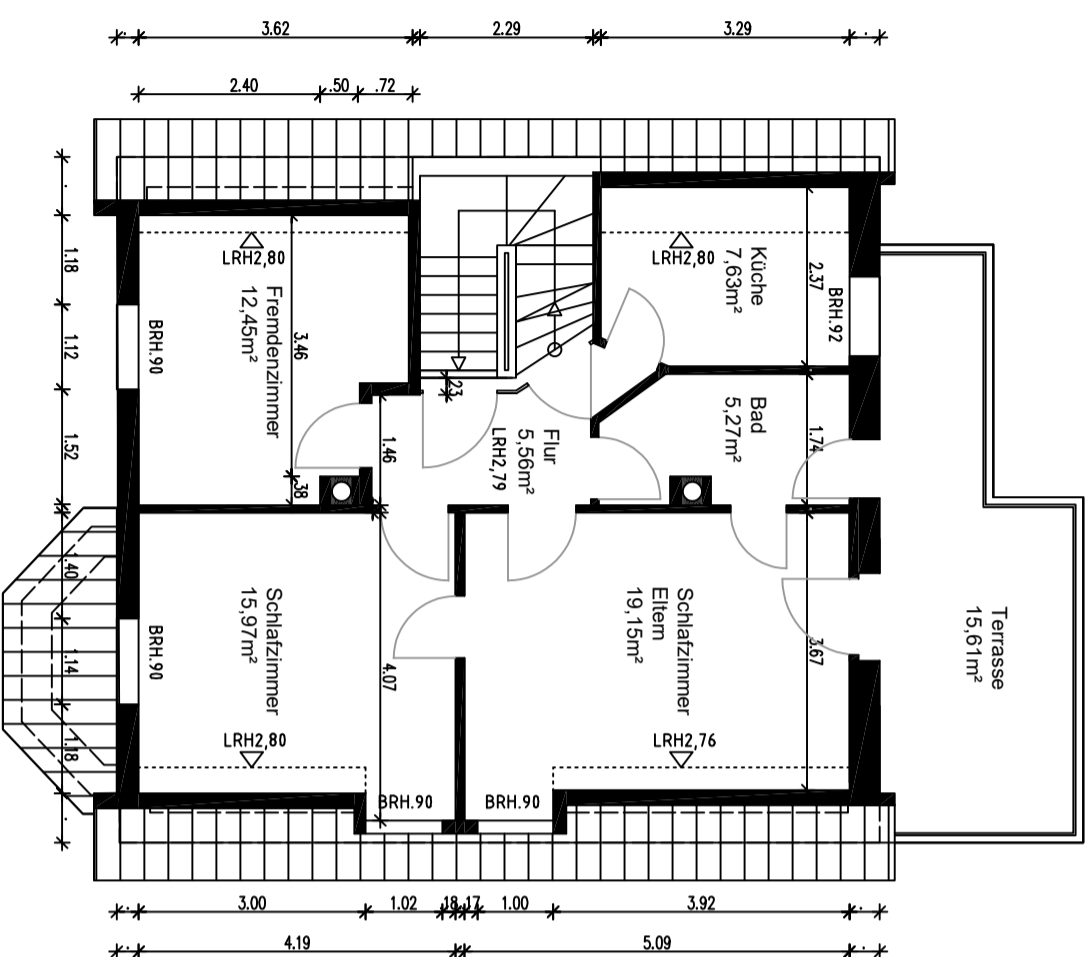 3.62
2.29
3.29
2.40
.50
.72
LRH2,80
LRH2,80
Küche
7,63m²
2.37
BRH.92
1.18
1.12
1.52
1.40
1.14
1.18
BRH.90
Fremdenzimmer
12,45m²
3.46
.38
23
1.46
Flur
5,56m²
LRH2,79
Bad
5,27m²
1.74
BRH.90
Schlafzimmer
15,97m²
LRH2,80
4.07
BRH.90
Schlafzimmer
Eltern
19,15m²
LRH2,76
3.67
BRH.90
Terrasse
15,61m²
3.00
1.02
.18
.17
1.00
3.92
4.19
5.09